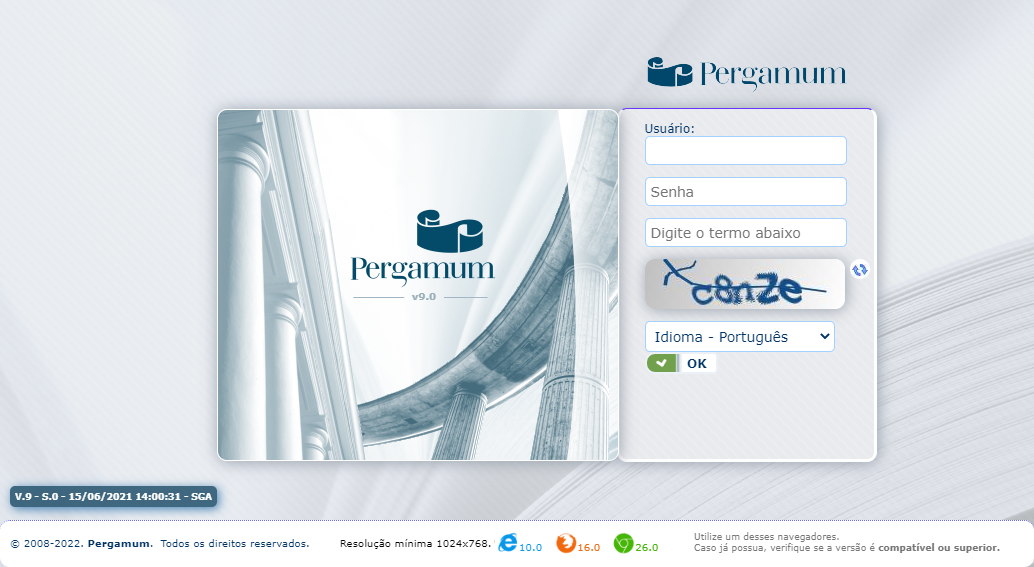 Pergamum
Usuário:
Senha
Digite o termo abaixo
Idioma - Português
OK
Pergamum
v9.0
V.9 - S.0 - 15/06/2021 14:00:31 - SGA
© 2008-2022. Pergamum. Todos os direitos reservados.
Resolução mínima 1024x768. 10.0 16.0 26.0
Utilize um desses navegadores.
Caso já possua, verifique se a versão é compatível ou superior.